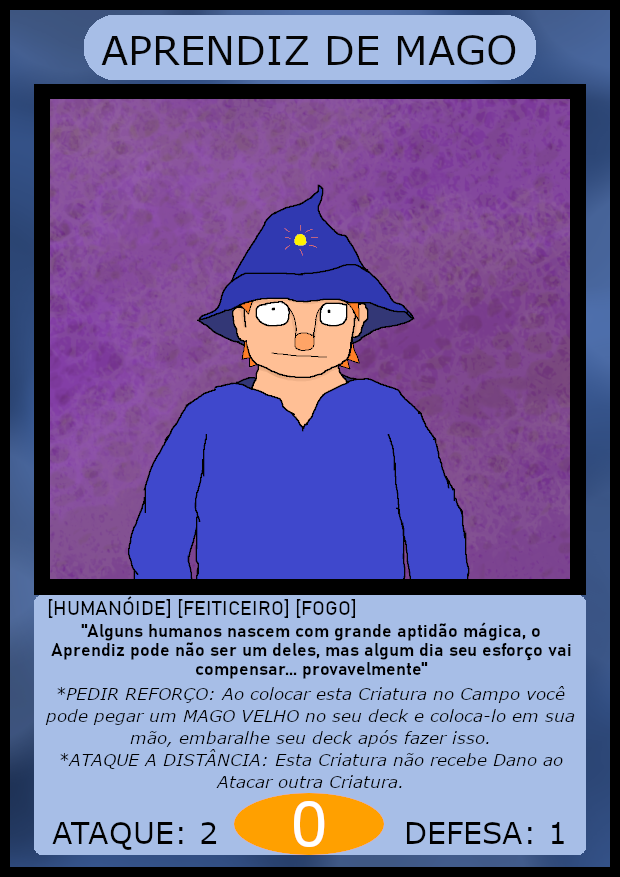 APRENDIZ DE MAGO
[HUMANÓIDE] [FEITICEIRO] [FOGO]
"Alguns humanos nascem com grande aptidão mágica, o
Aprendiz pode não ser um deles, mas algum dia seu esforço vai
compensar... provavelmente"
*PEDIR REFORÇO: Ao colocar esta Criatura no Campo você
pode pegar um MAGO VELHO no seu deck e coloca-lo em sua
mão, embaralhe seu deck após fazer isso.
*ATAQUE A DISTÂNCIA: Esta Criatura não recebe Dano ao
Atacar outra Criatura.
ATAQUE: 2 0 DEFESA: 1